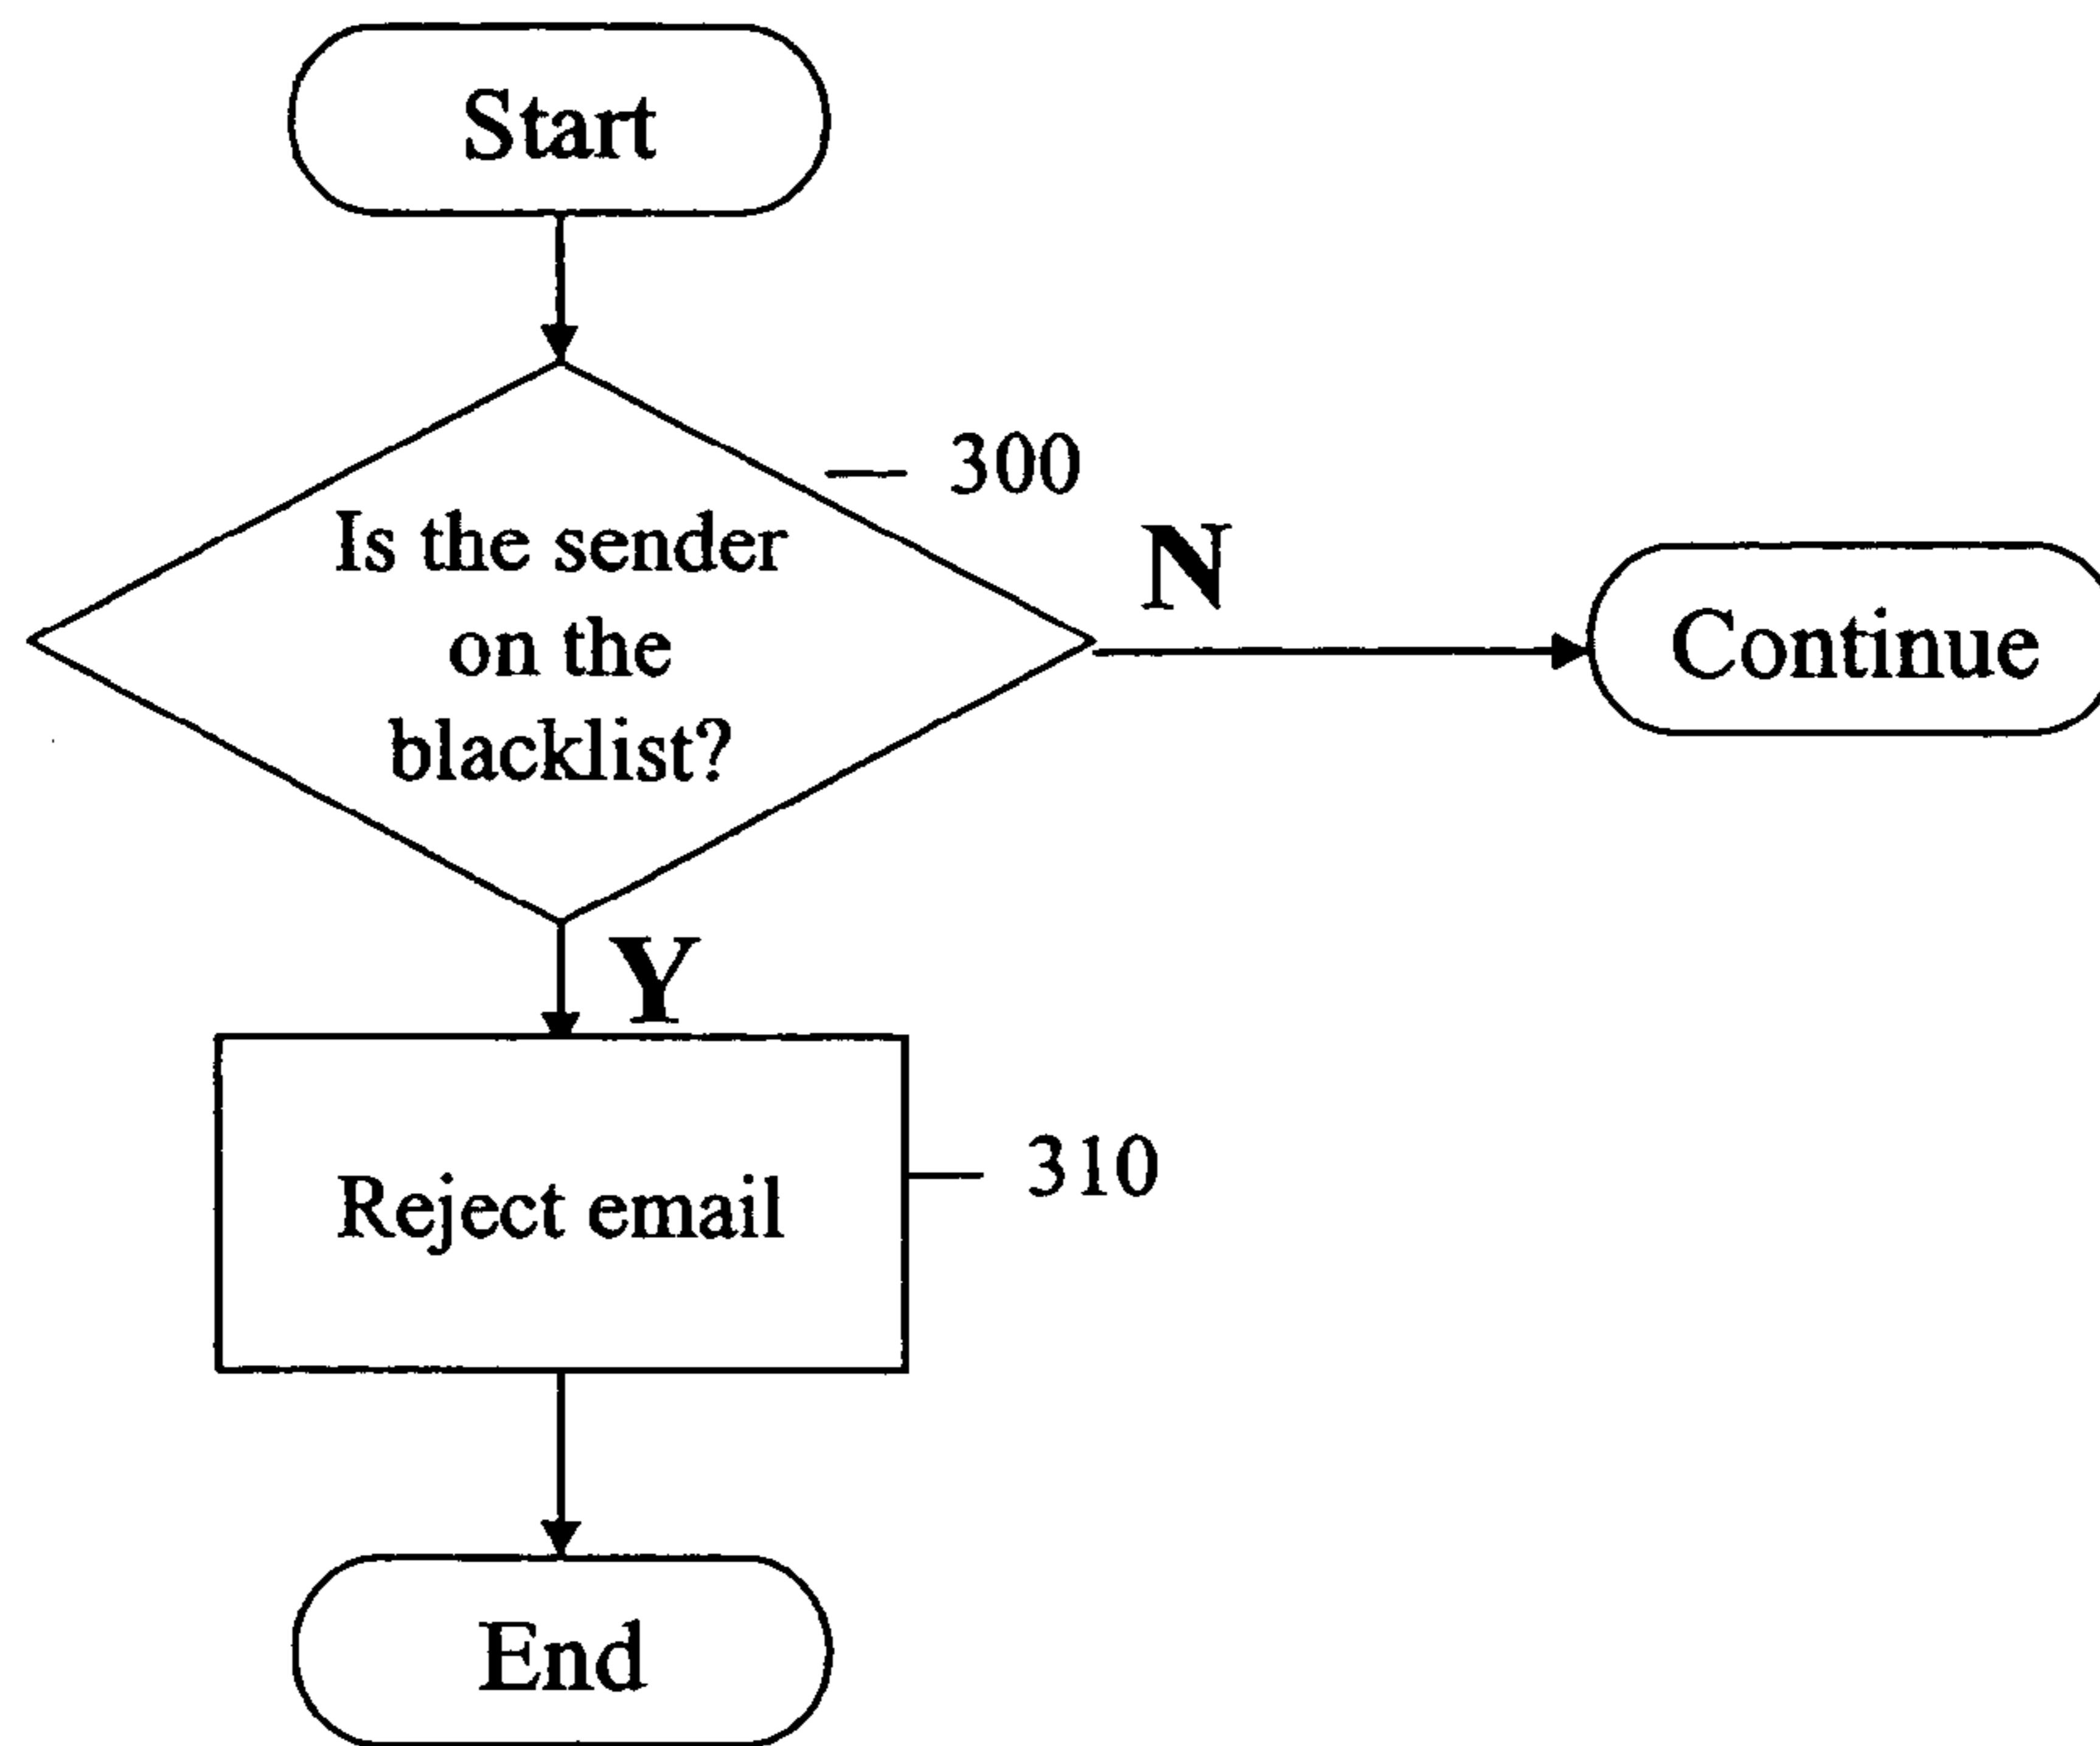 Start
300
Is the sender
on the
blacklist?
N
Continue
Y
Reject email
310
End